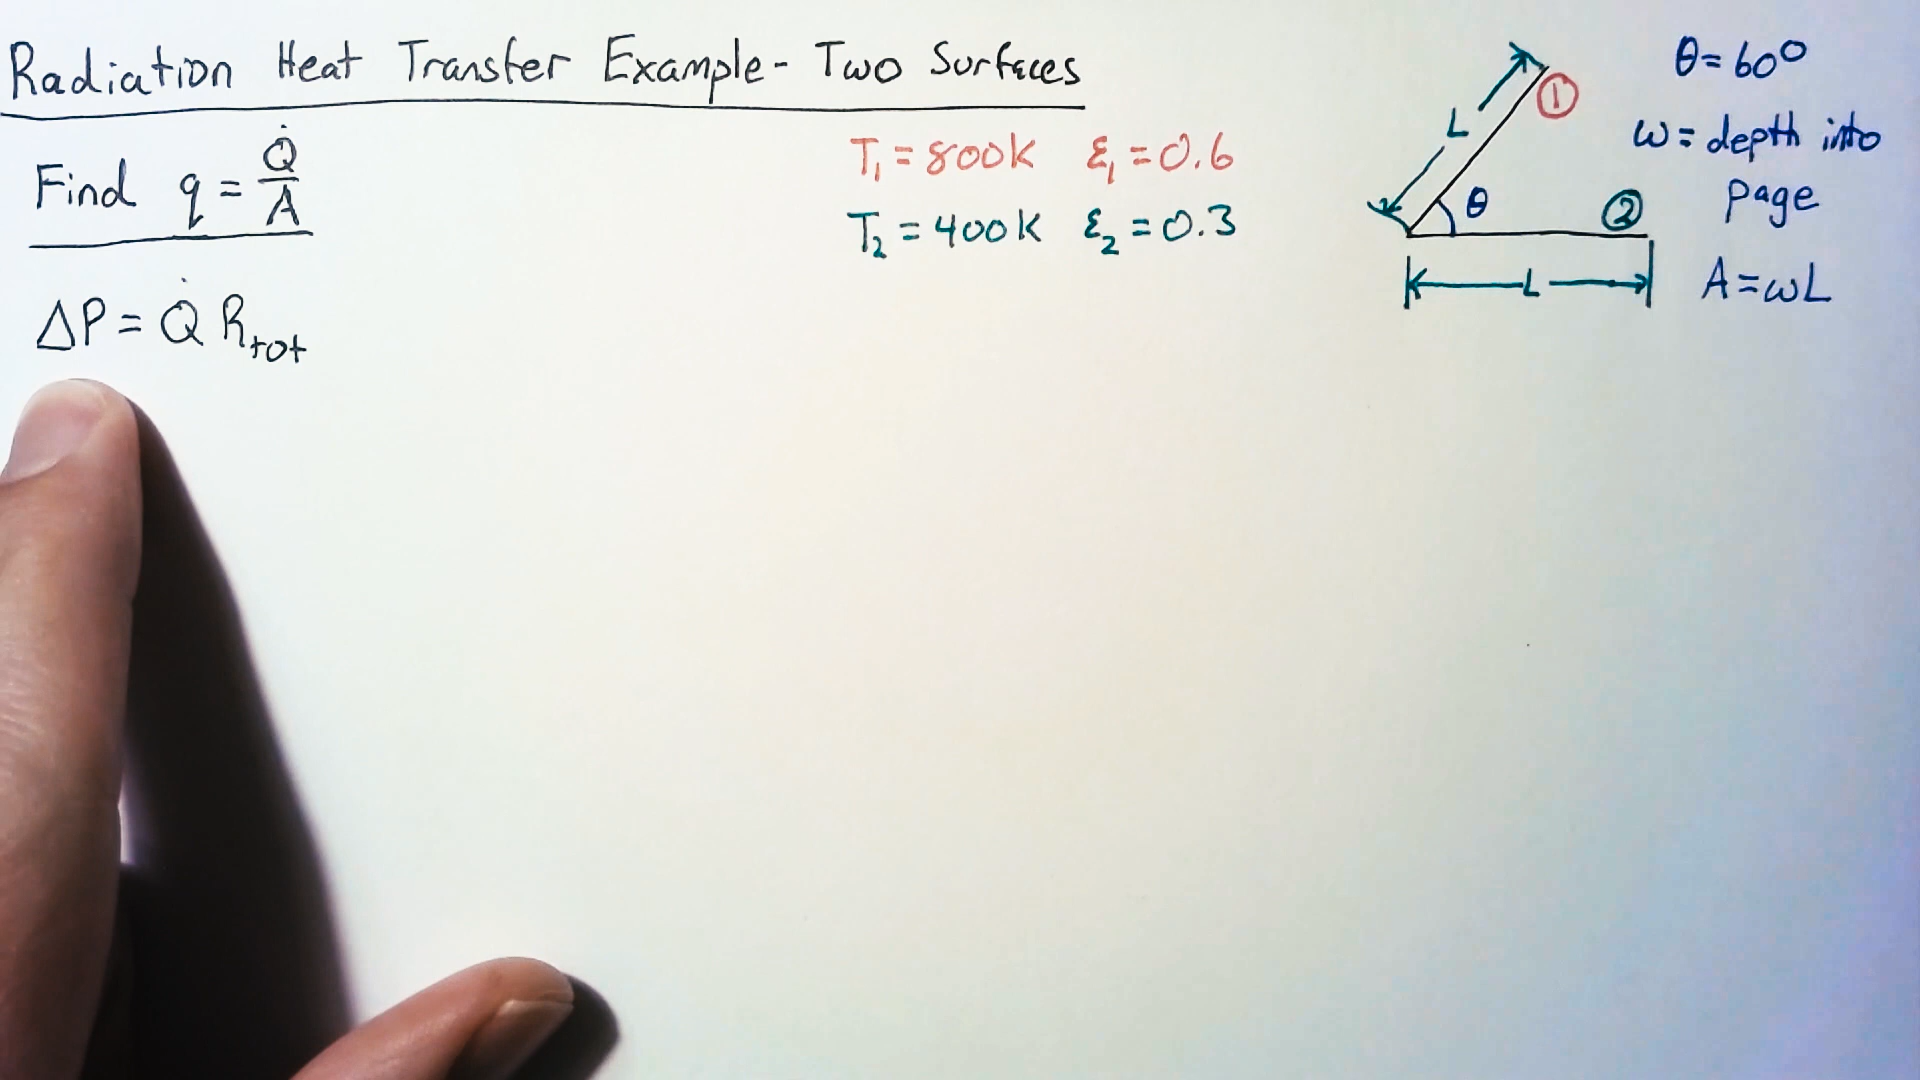 Radiation Heat Transfer Example - Two Surfaces
Find q = Q̇/A
ΔP = Q̇ R_tot
T₁ = 800K ε₁ = 0.6
T₂ = 400K ε₂ = 0.3
L
①
θ
②
L
θ = 60°
w = depth into
page
A = wL